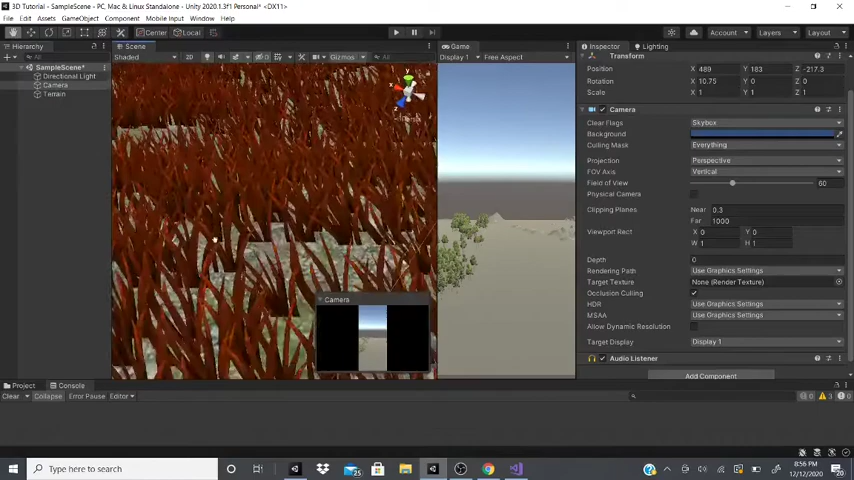 3D Tutorial - SampleScene - PC, Mac & Linux Standalone - Unity 2020.1.3f1 Personal* <DX11>
File Edit Assets GameObject Component Mobile Input Window Help
Center Local Account Layers Layout
Hierarchy Scene Game Inspector Lighting
All Shaded 2D Gizmos All Display 1 Free Aspect Transform
SampleScene* Position X 489 Y 183 Z -217.3
Directional Light Rotation X 10.75 Y 0 Z 0
Camera Scale X 1 Y 1 Z 1
Terrain
y
x
z
Persp
Camera
Clear Flags Skybox
Background
Culling Mask Everything
Projection Perspective
FOV Axis Vertical
Field of View 60
Physical Camera
Clipping Planes Near 0.3
Far 1000
Viewport Rect X 0 Y 0
W 1 H 1
Depth 0
Rendering Path Use Graphics Settings
Target Texture None (Render Texture)
Occlusion Culling
HDR Use Graphics Settings
MSAA Use Graphics Settings
Allow Dynamic Resolution
Target Display Display 1
Audio Listener
Add Component
Camera
Project Console
Clear Collapse Error Pause Editor 0 3 0
Type here to search
25
8:56 PM
12/12/2020
20